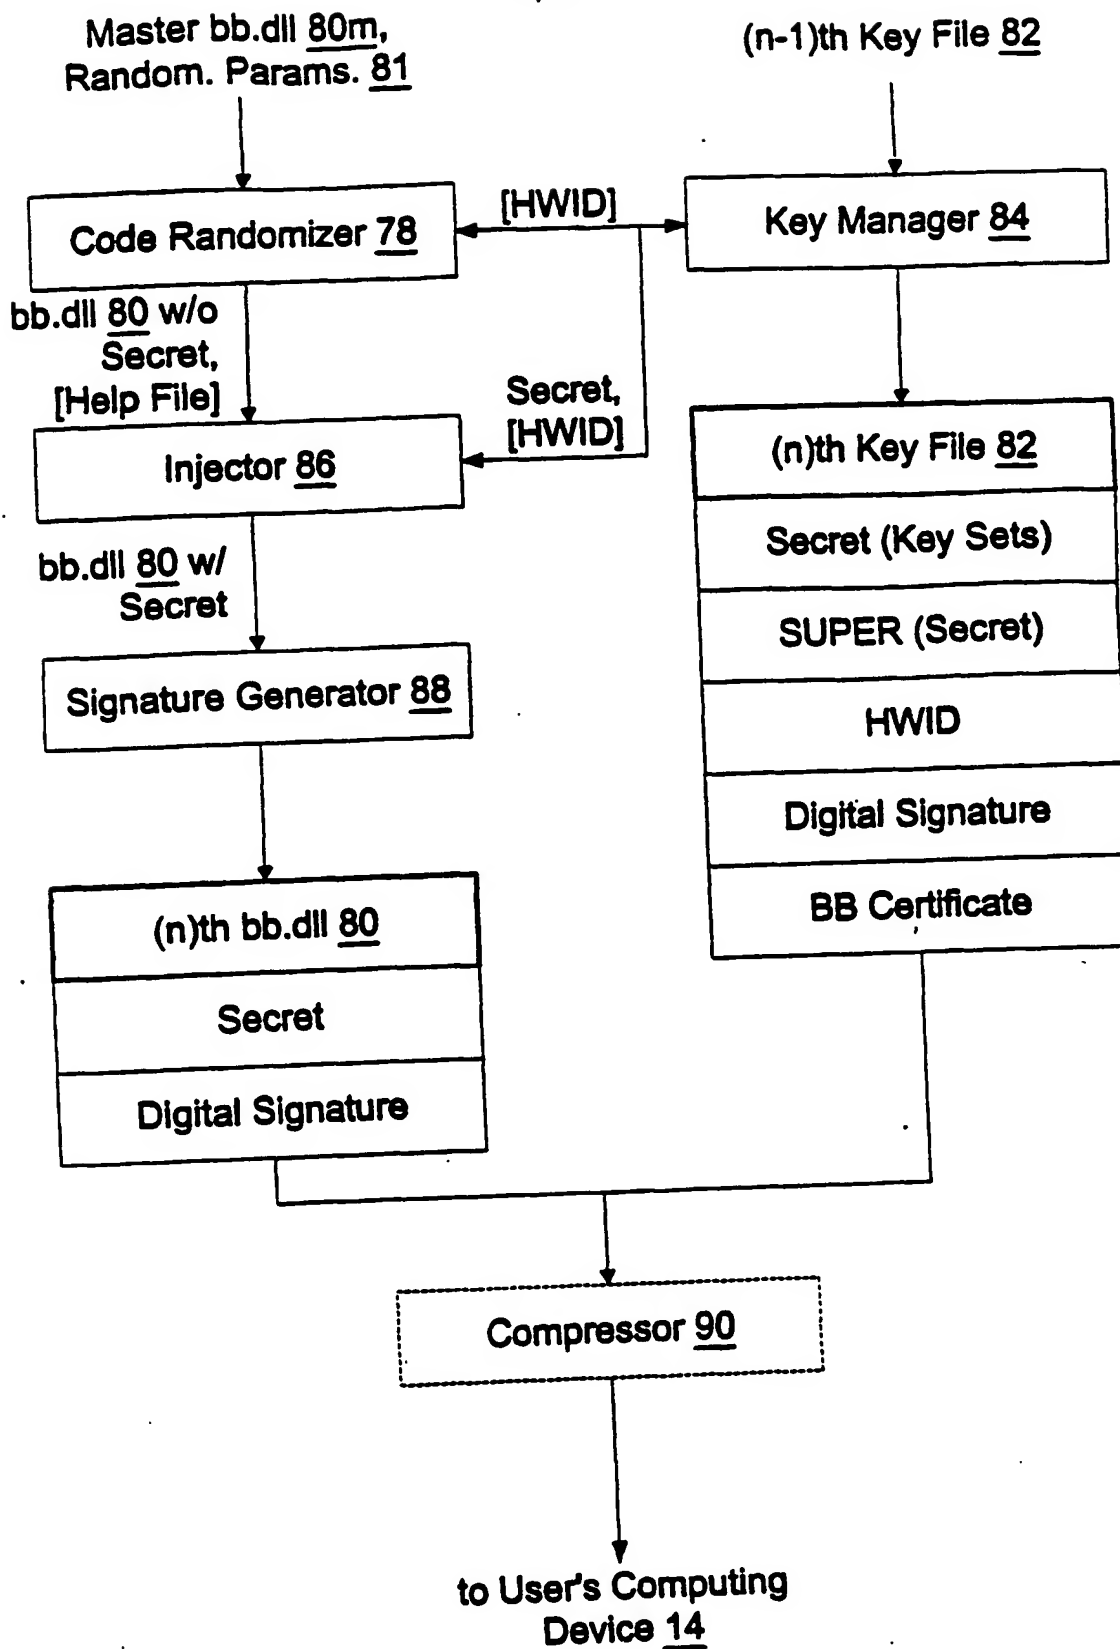 Master bb.dll 80m,
Random. Params. 81
(n-1)th Key File 82
Code Randomizer 78
[HWID]
Key Manager 84
bb.dll 80 w/o
Secret,
[Help File]
Secret,
[HWID]
Injector 86
(n)th Key File 82
Secret (Key Sets)
SUPER (Secret)
HWID
Digital Signature
BB Certificate
bb.dll 80 w/
Secret
Signature Generator 88
(n)th bb.dll 80
Secret
Digital Signature
Compressor 90
to User's Computing
Device 14